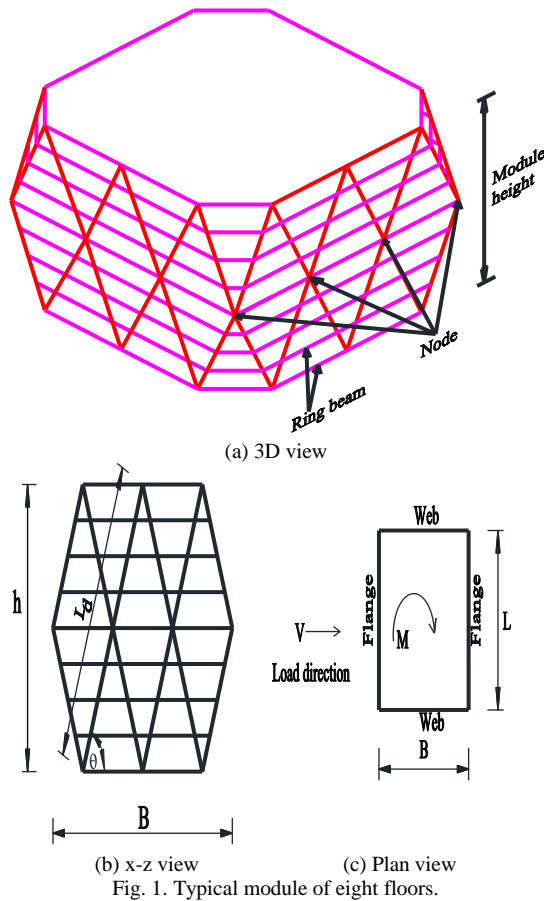 Module
height
Node
Ring beam
(a) 3D view
h
Ld
θ
B
Web
Flange
V
Load direction
M
Flange
L
Web
B
(b) x-z view
(c) Plan view
Fig. 1. Typical module of eight floors.